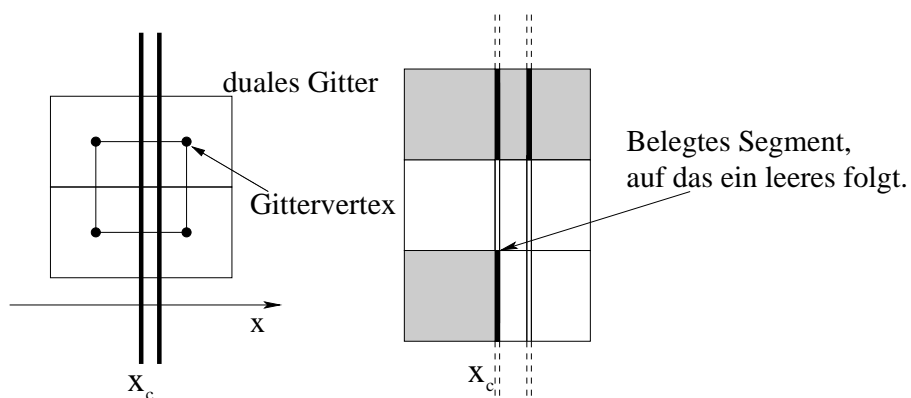 duales Gitter
Gittervertex
x
x_c
Belegtes Segment,
auf das ein leeres folgt.
x_c